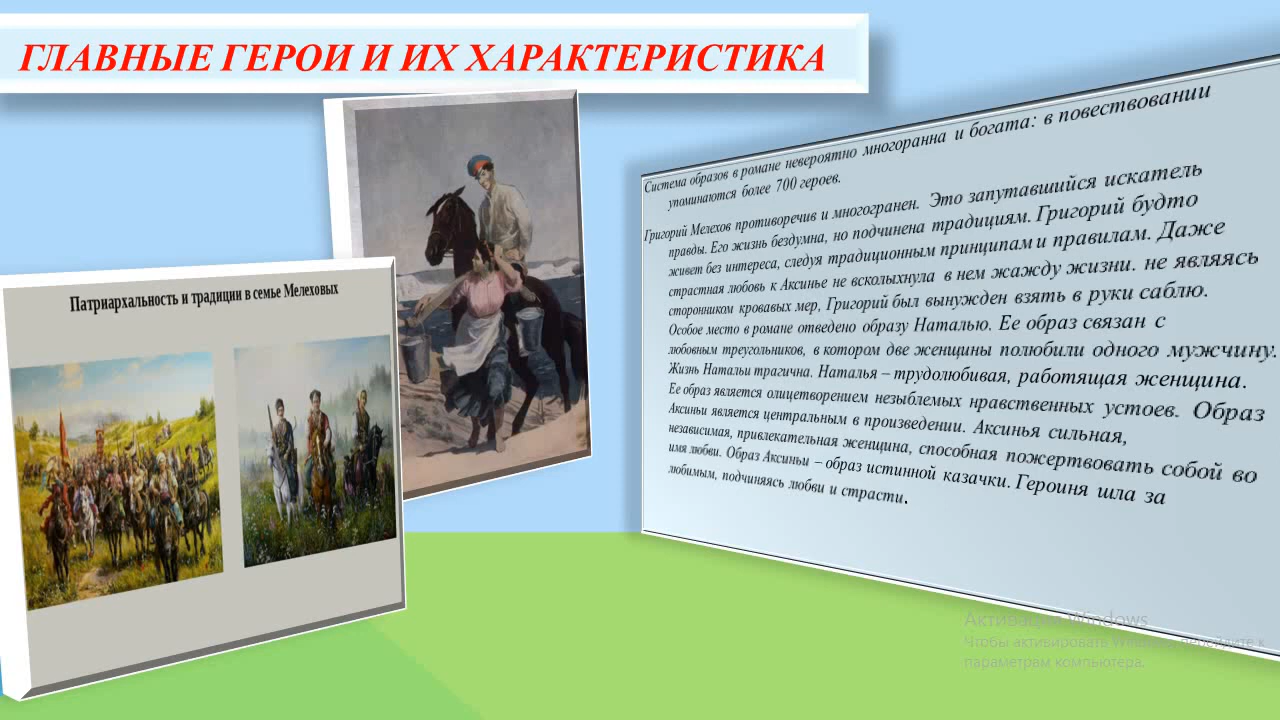 ГЛАВНЫЕ ГЕРОИ И ИХ ХАРАКТЕРИСТИКА
Патриархальность и традиции в семье Мелеховых
Система образов в романе невероятно многоранна и богата: в повествовании
упоминаются более 700 героев.
Григорий Мелехов противоречив и многогранен. Это запутавшийся искатель
правды. Его жизнь бездумна, но подчинена традициям. Григорий будто
живет без интереса, следуя традиционным принципам и правилам. Даже
страстная любовь к Аксинье не всколыхнула в нем жажду жизни. не являясь
сторонником кровавых мер, Григорий был вынужден взять в руки саблю.
Особое место в романе отведено образу Наталью. Ее образ связан с
любовным треугольников, в котором две женщины полюбили одного мужчину.
Жизнь Натальи трагична. Наталья – трудолюбивая, работящая женщина.
Ее образ является олицетворением незыблемых нравственных устоев. Образ
Аксиньи является центральным в произведении. Аксинья сильная,
независимая, привлекательная женщина, способная пожертвовать собой во
имя любви. Образ Аксиньи – образ истинной казачки. Героиня шла за
любимым, подчиняясь любви и страсти.
Активация Windows
Чтобы активировать Windows, перейдите к
параметрам компьютера.